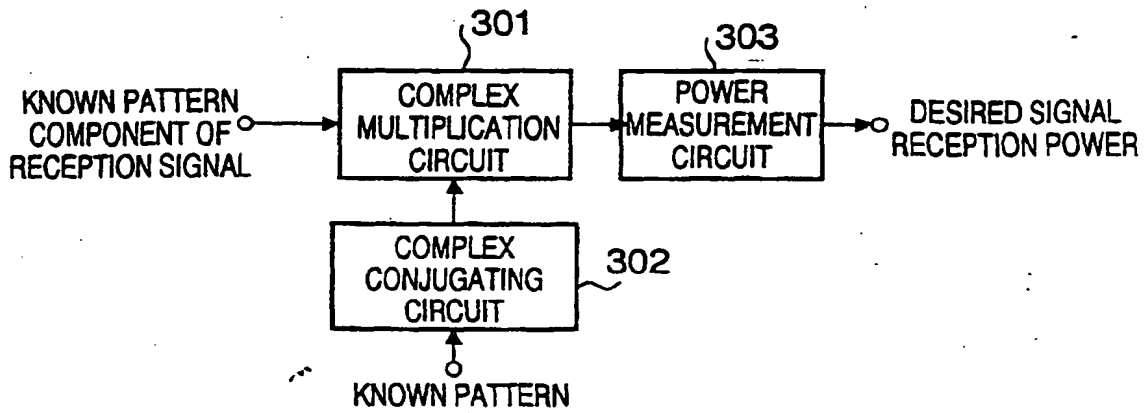 301
303
KNOWN PATTERN
COMPONENT OF
RECEPTION SIGNAL
COMPLEX
MULTIPLICATION
CIRCUIT
POWER
MEASUREMENT
CIRCUIT
DESIRED SIGNAL
RECEPTION POWER
COMPLEX
CONJUGATING
CIRCUIT
302
KNOWN PATTERN